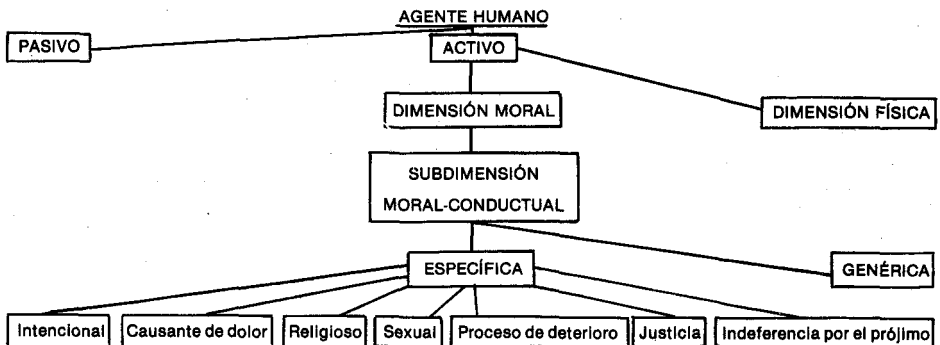 AGENTE HUMANO
PASIVO
ACTIVO
DIMENSIÓN MORAL
DIMENSIÓN FÍSICA
SUBDIMENSIÓN
MORAL-CONDUCTUAL
ESPECÍFICA
GENÉRICA
Intencional
Causante de dolor
Religioso
Sexual
Proceso de deterioro
Justicia
Indeferencia por el prójimo